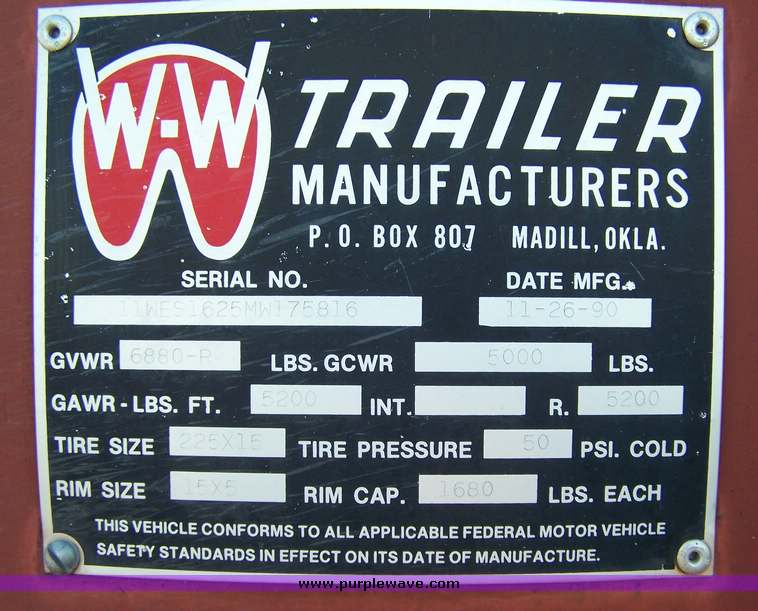 W-W TRAILER
MANUFACTURERS
P. O. BOX 807 MADILL, OKLA.
SERIAL NO. DATE MFG.
11WES1625MW175816 11-26-90
GVWR 6880-R LBS. GCWR 5000 LBS.
GAWR - LBS. FT. 5200 INT. R. 5200
TIRE SIZE 225X15 TIRE PRESSURE 50 PSI. COLD
RIM SIZE 15X5 RIM CAP. 1680 LBS. EACH
THIS VEHICLE CONFORMS TO ALL APPLICABLE FEDERAL MOTOR VEHICLE
SAFETY STANDARDS IN EFFECT ON ITS DATE OF MANUFACTURE.
www.purplewave.com